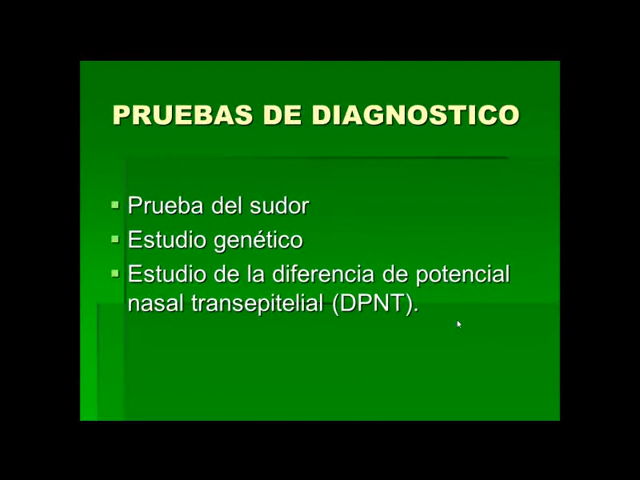 PRUEBAS DE DIAGNOSTICO
Prueba del sudor
Estudio genético
Estudio de la diferencia de potencial
nasal transepitelial (DPNT).